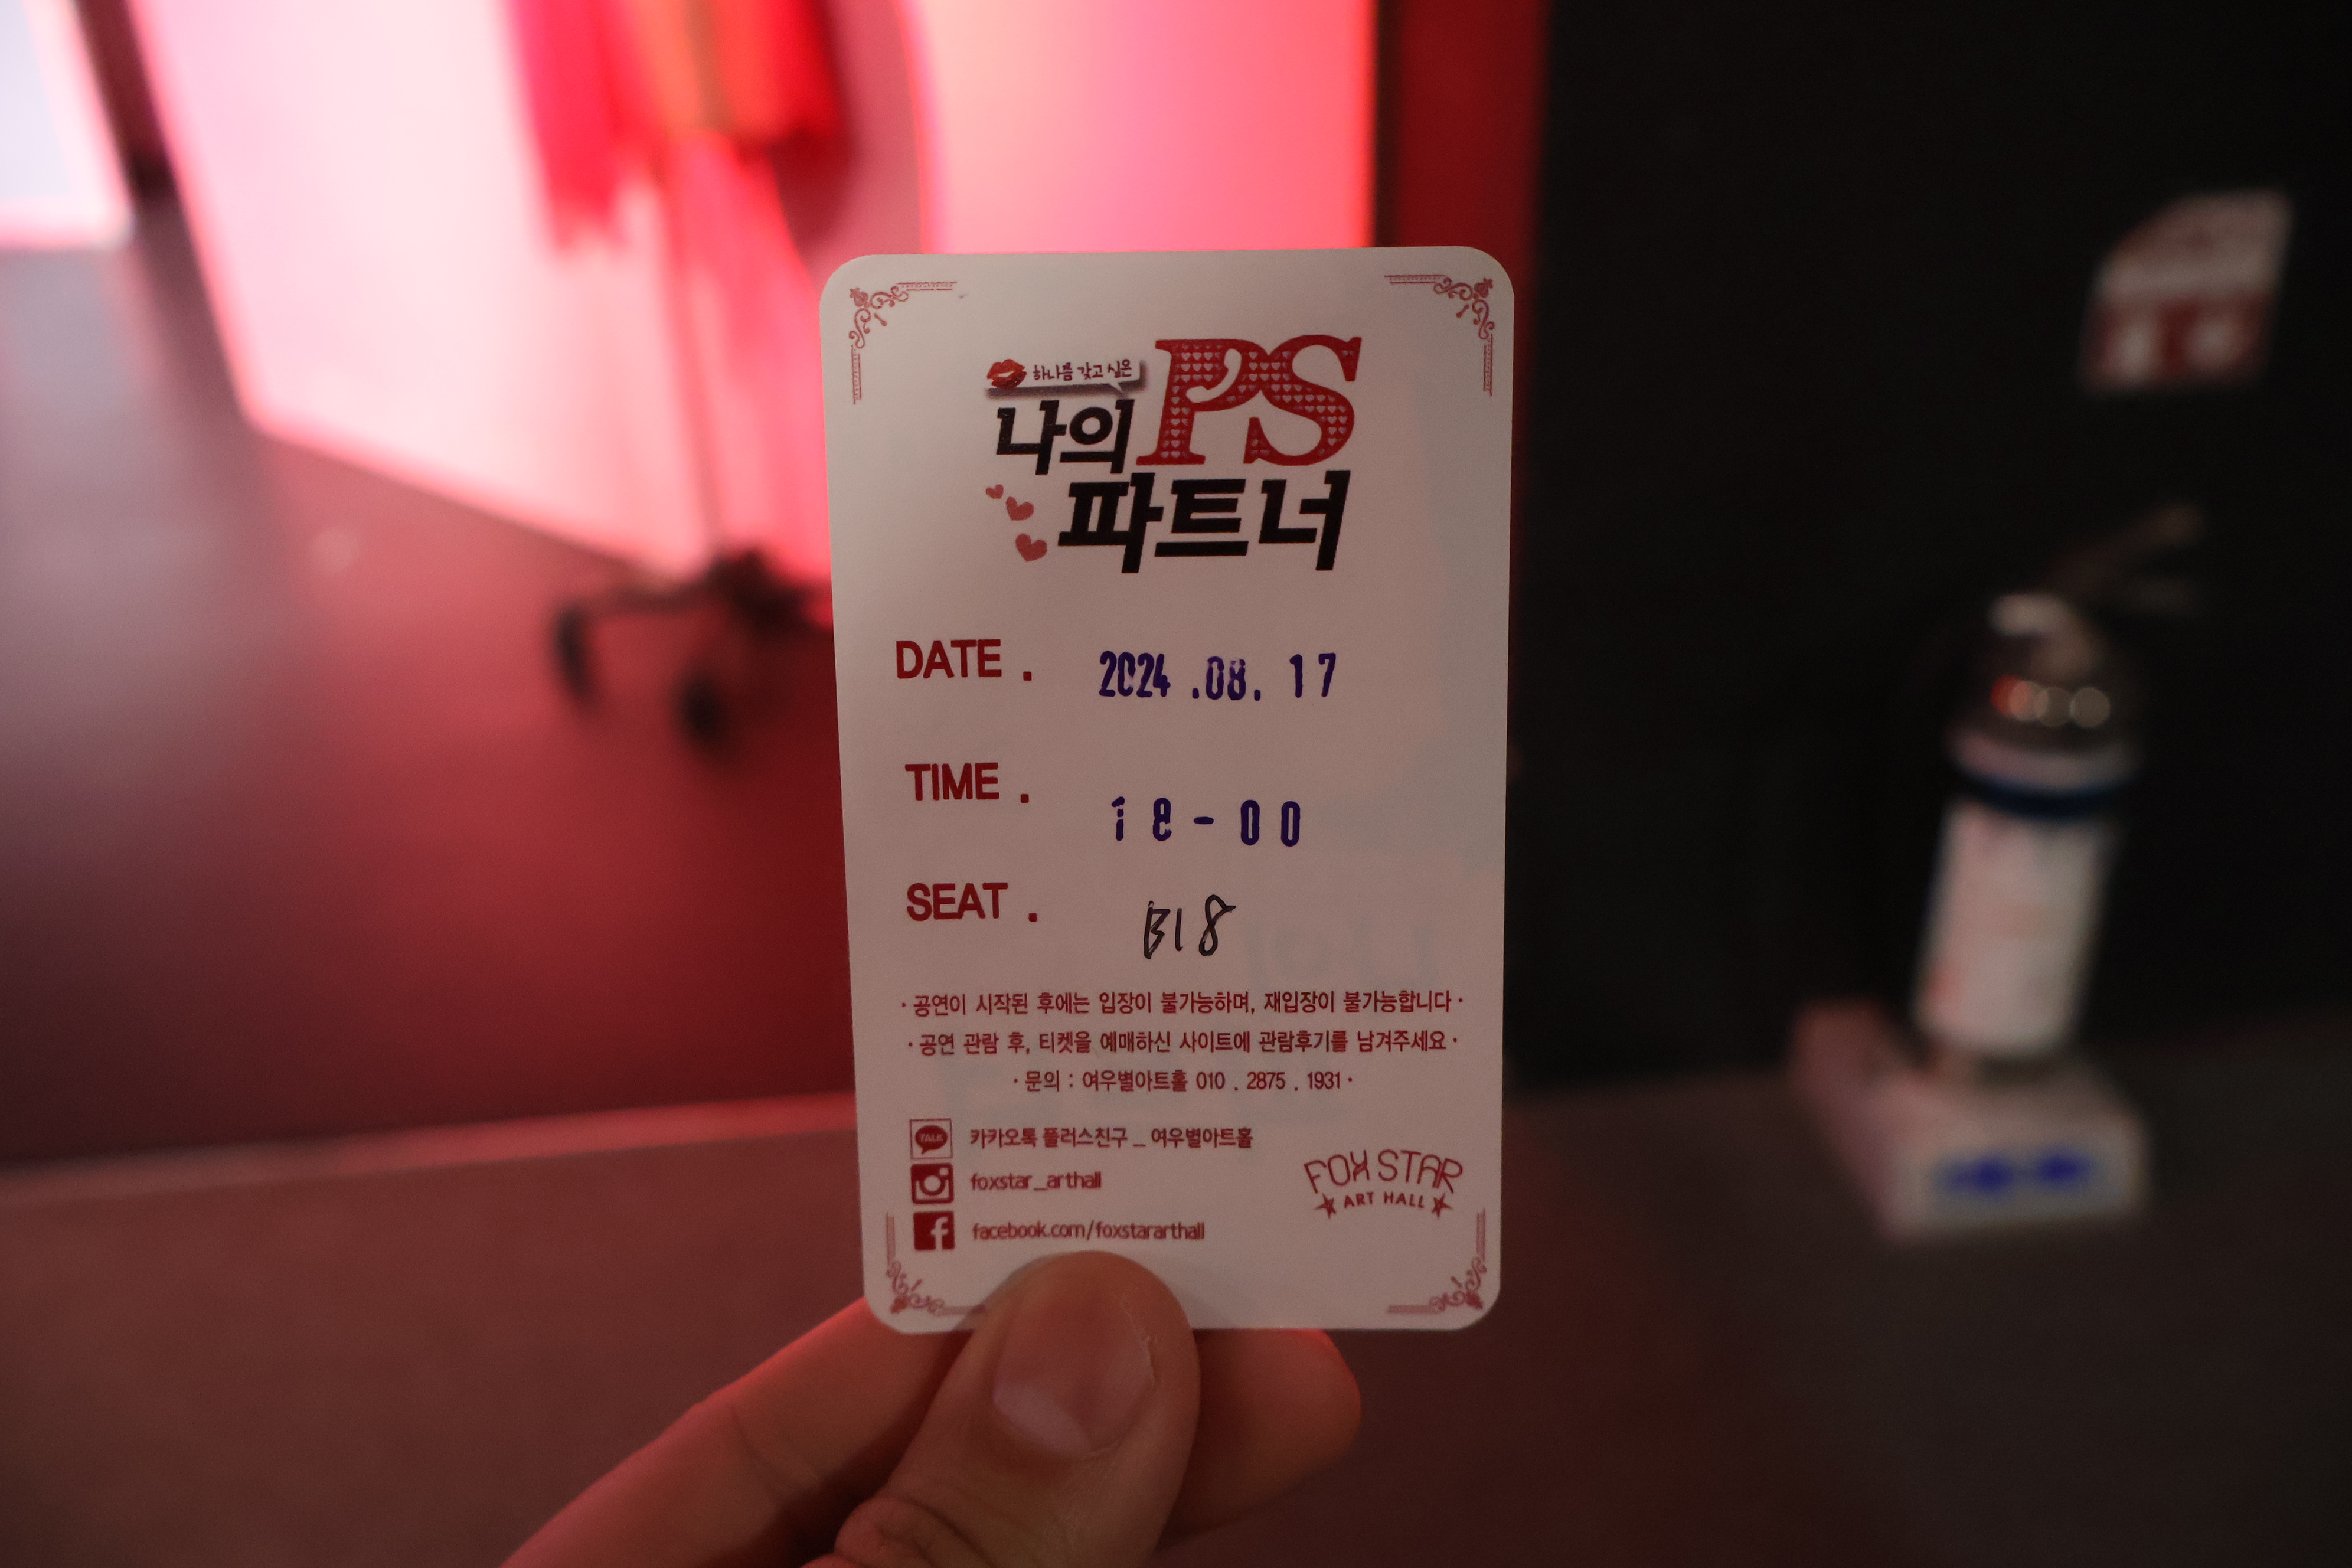 하나쯤 갖고 싶은
나의 PS
파트너
DATE . 2024 .08. 17
TIME . 18-00
SEAT . B18
· 공연이 시작된 후에는 입장이 불가능하며, 재입장이 불가능합니다 ·
· 공연 관람 후, 티켓을 예매하신 사이트에 관람후기를 남겨주세요 ·
· 문의 : 여우별아트홀 010 . 2875 . 1931 ·
TALK 카카오톡 플러스친구 _ 여우별아트홀
foxstar_arthall
facebook.com/foxstararthall
FOX STAR
ART HALL